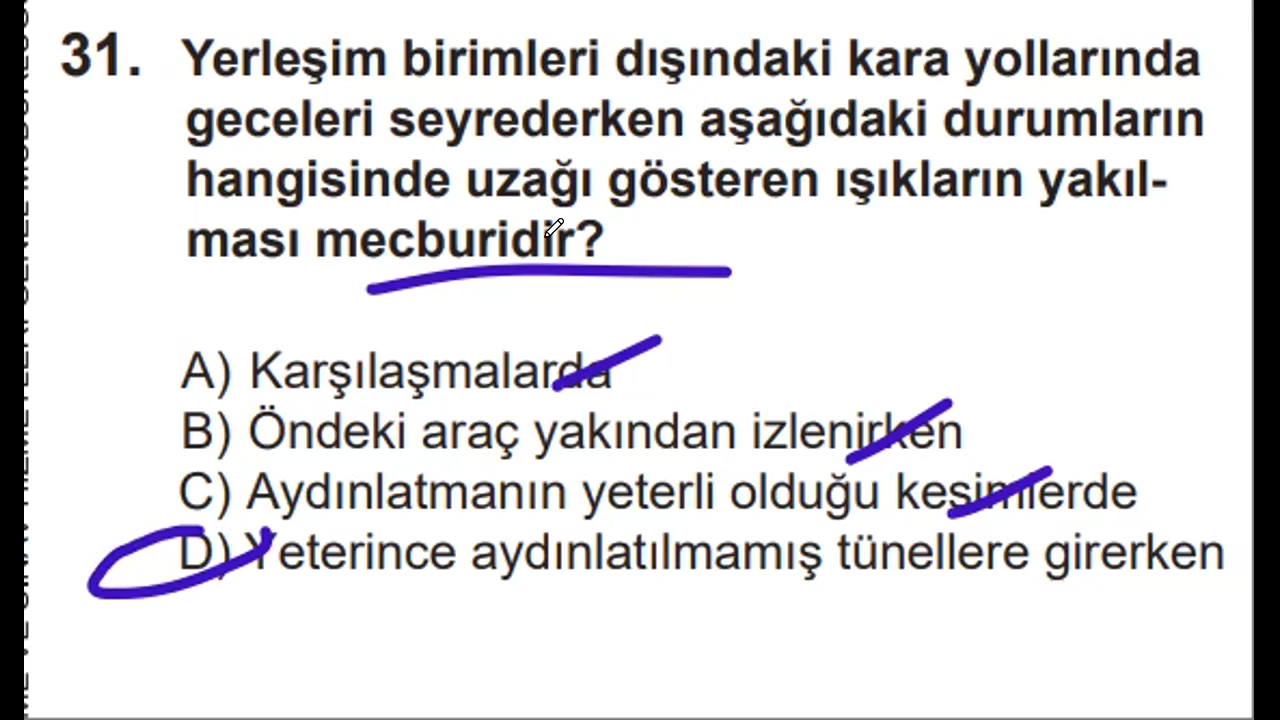 31. Yerleşim birimleri dışındaki kara yollarında
geceleri seyrederken aşağıdaki durumların
hangisinde uzağı gösteren ışıkların yakıl-
ması mecburidir?
A) Karşılaşmalarda
B) Öndeki araç yakından izlenirken
C) Aydınlatmanın yeterli olduğu kesimlerde
D) Yeterince aydınlatılmamış tünellere girerken